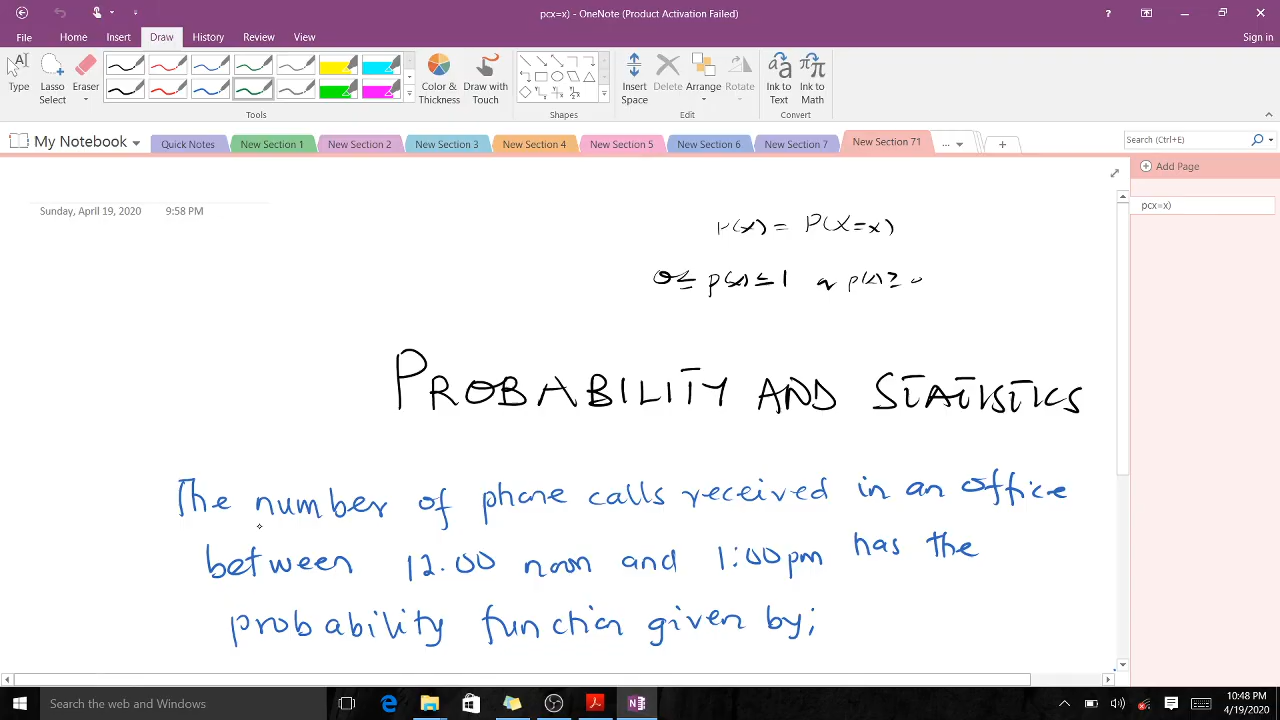 pcx=x) - OneNote (Product Activation Failed)
File Home Insert Draw History Review View
Sign in
Type
Lasso Select
Eraser
Color & Thickness
Draw with Touch
Insert Space
Delete
Arrange
Rotate
Ink to Text
Ink to Math
Tools
Shapes
Edit
Convert
My Notebook
Quick Notes
New Section 1
New Section 2
New Section 3
New Section 4
New Section 5
New Section 6
New Section 7
New Section 71
...
Search (Ctrl+E)
Add Page
pcx=x)
Sunday, April 19, 2020 9:58 PM
p(x) = P(X=x)
0≤ p(x) ≤ 1 p(x) ≥ 0
PROBABILITY AND STATISTICS
The number of phone calls received in an office
between 12.00 noon and 1:00pm has the
probability function given by;
Search the web and Windows
10:48 PM
4/19/2020